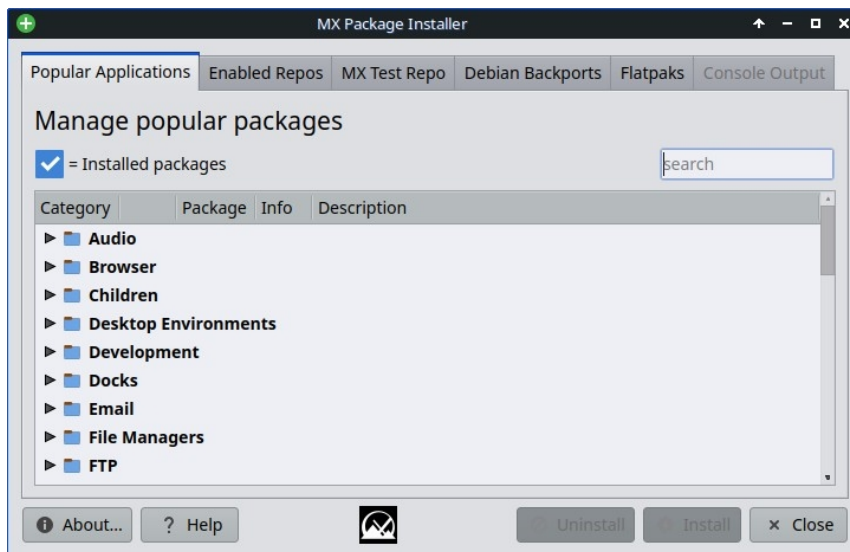 MX Package Installer
Popular Applications Enabled Repos MX Test Repo Debian Backports Flatpaks Console Output
Manage popular packages
= Installed packages search
Category Package Info Description
Audio
Browser
Children
Desktop Environments
Development
Docks
Email
File Managers
FTP
About... ? Help Uninstall Install Close